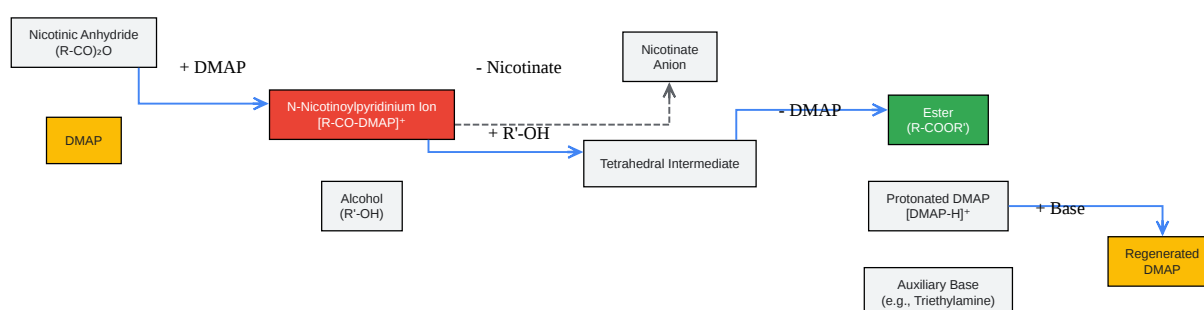 Nicotinic Anhydride
(R-CO)₂O
+ DMAP
- Nicotinate
Nicotinate
Anion
DMAP
N-Nicotinoylpyridinium Ion
[R-CO-DMAP]⁺
+ R'-OH
Tetrahedral Intermediate
- DMAP
Ester
(R-COOR')
Alcohol
(R'-OH)
Protonated DMAP
[DMAP-H]⁺
+ Base
Regenerated
DMAP
Auxiliary Base
(e.g., Triethylamine)